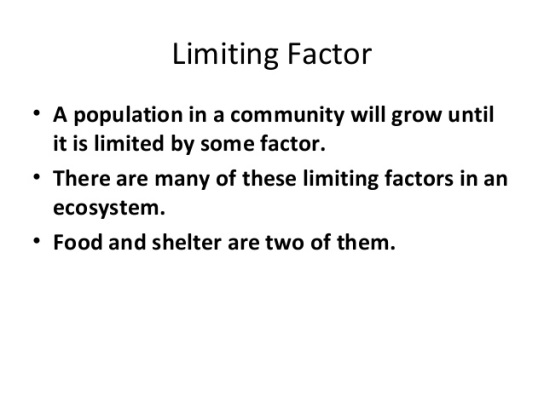 Limiting Factor
• A population in a community will grow until
it is limited by some factor.
• There are many of these limiting factors in an
ecosystem.
• Food and shelter are two of them.